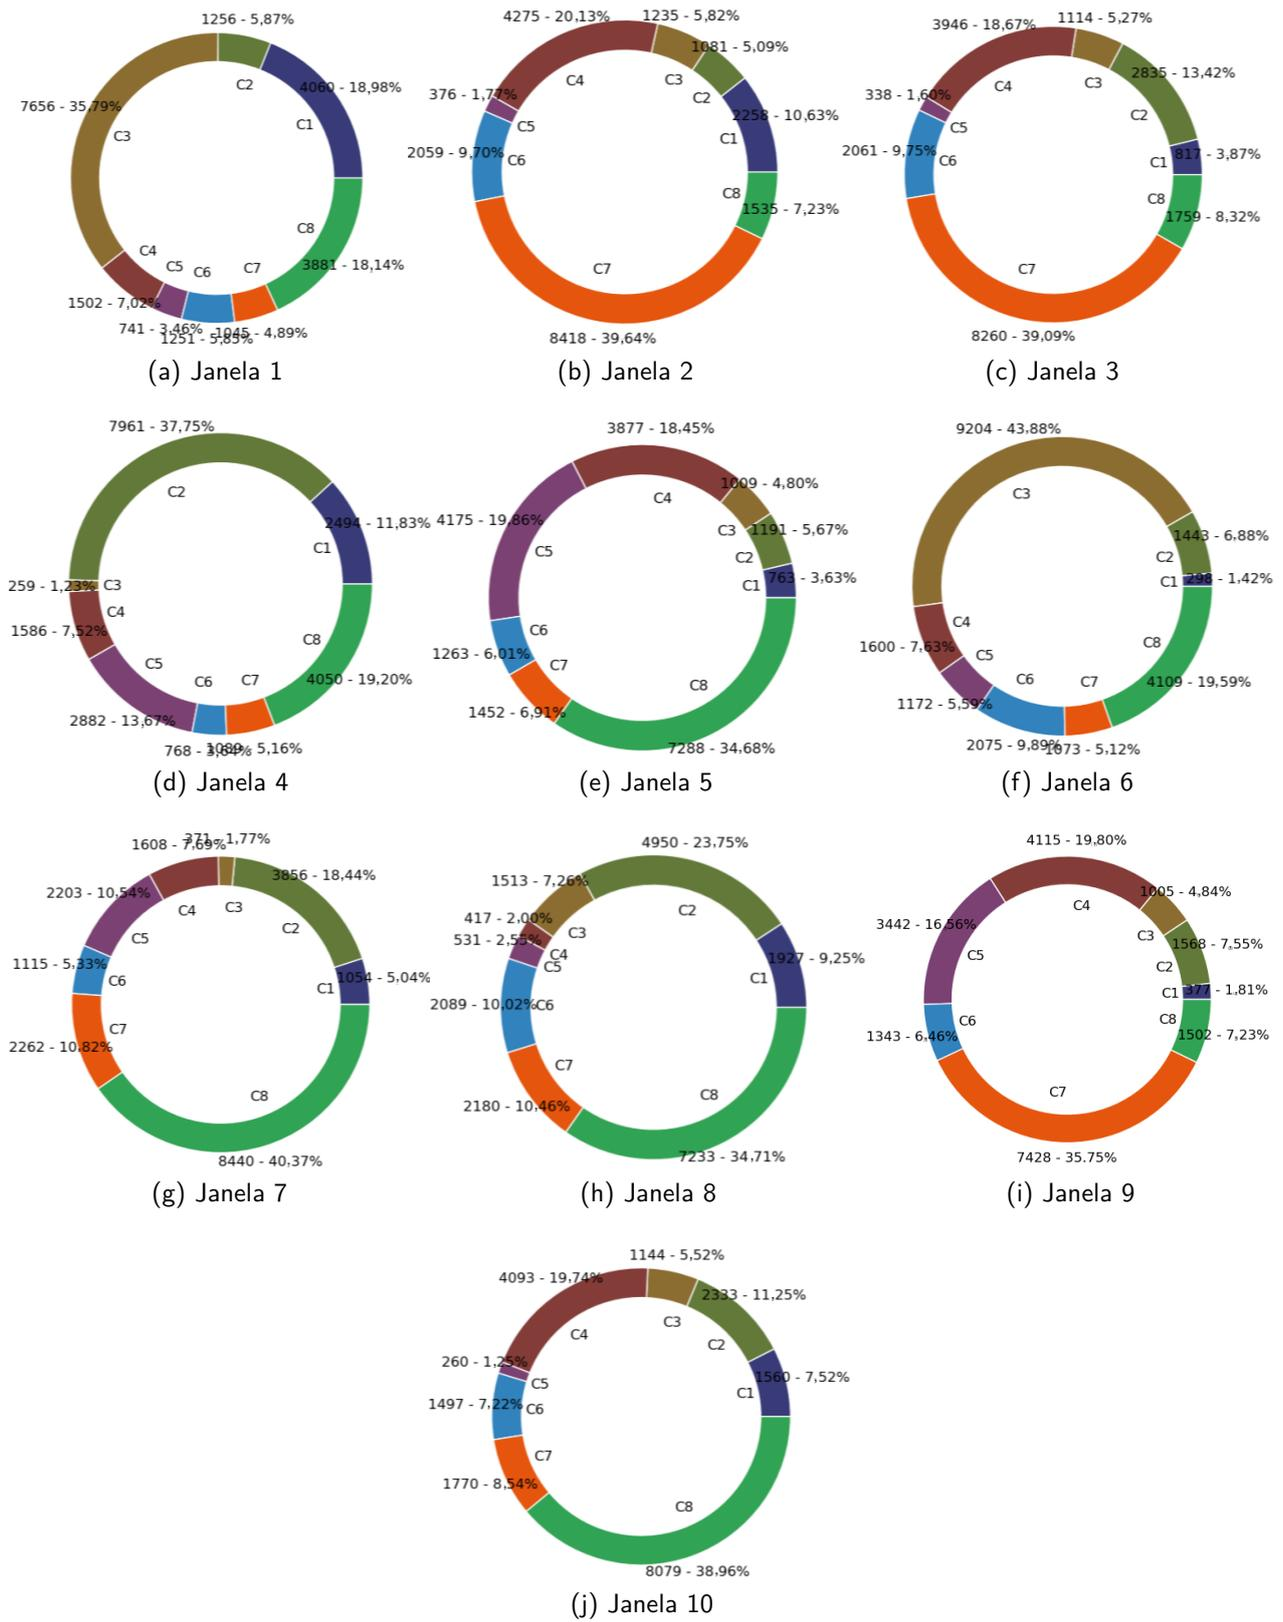 1256 - 5,87%
4060 - 18,98%
C2
C1
7656 - 35,79%
C3
C8
C4
C5
C6
C7
3881 - 18,14%
1502 - 7,02%
741 - 3,46%
1251 - 5,85%
1045 - 4,89%
(a) Janela 1
4275 - 20,13%
1235 - 5,82%
1081 - 5,09%
C4
C3
C2
376 - 1,77%
2258 - 10,63%
C5
C1
2059 - 9,70%
C6
C8
1535 - 7,23%
C7
8418 - 39,64%
(b) Janela 2
3946 - 18,67%
1114 - 5,27%
2835 - 13,42%
C4
C3
338 - 1,60%
C2
C5
2061 - 9,75%
C6
C1
817 - 3,87%
C8
1759 - 8,32%
C7
8260 - 39,09%
(c) Janela 3
7961 - 37,75%
C2
2494 - 11,83%
C1
259 - 1,23%
C3
C4
1586 - 7,52%
C8
C5
C6
C7
4050 - 19,20%
2882 - 13,67%
768 - 3,64%
1089 - 5,16%
(d) Janela 4
3877 - 18,45%
1009 - 4,80%
C4
4175 - 19,86%
C3
1191 - 5,67%
C5
C2
C1
763 - 3,63%
C6
1263 - 6,01%
C7
C8
1452 - 6,91%
7288 - 34,68%
(e) Janela 5
9204 - 43,88%
C3
1443 - 6,88%
C2
C1
298 - 1,42%
C4
1600 - 7,63%
C8
C5
C6
C7
4109 - 19,59%
1172 - 5,59%
2075 - 9,89%
1073 - 5,12%
(f) Janela 6
371 - 1,77%
1608 - 7,69%
3856 - 18,44%
2203 - 10,54%
C4
C3
C2
C5
1115 - 5,33%
1054 - 5,04%
C6
C1
C7
2262 - 10,82%
C8
8440 - 40,37%
(g) Janela 7
4950 - 23,75%
1513 - 7,26%
C2
417 - 2,00%
C3
531 - 2,55%
C4
C5
1927 - 9,25%
C1
2089 - 10,02%
C6
C7
C8
2180 - 10,46%
7233 - 34,71%
(h) Janela 8
4115 - 19,80%
1005 - 4,84%
C4
3442 - 16,56%
C3
1568 - 7,55%
C5
C2
C1
377 - 1,81%
C6
C8
1343 - 6,46%
1502 - 7,23%
C7
7428 - 35,75%
(i) Janela 9
1144 - 5,52%
4093 - 19,74%
2333 - 11,25%
C3
C4
C2
260 - 1,25%
1560 - 7,52%
C5
C1
1497 - 7,22%
C6
C7
1770 - 8,54%
C8
8079 - 38,96%
(j) Janela 10